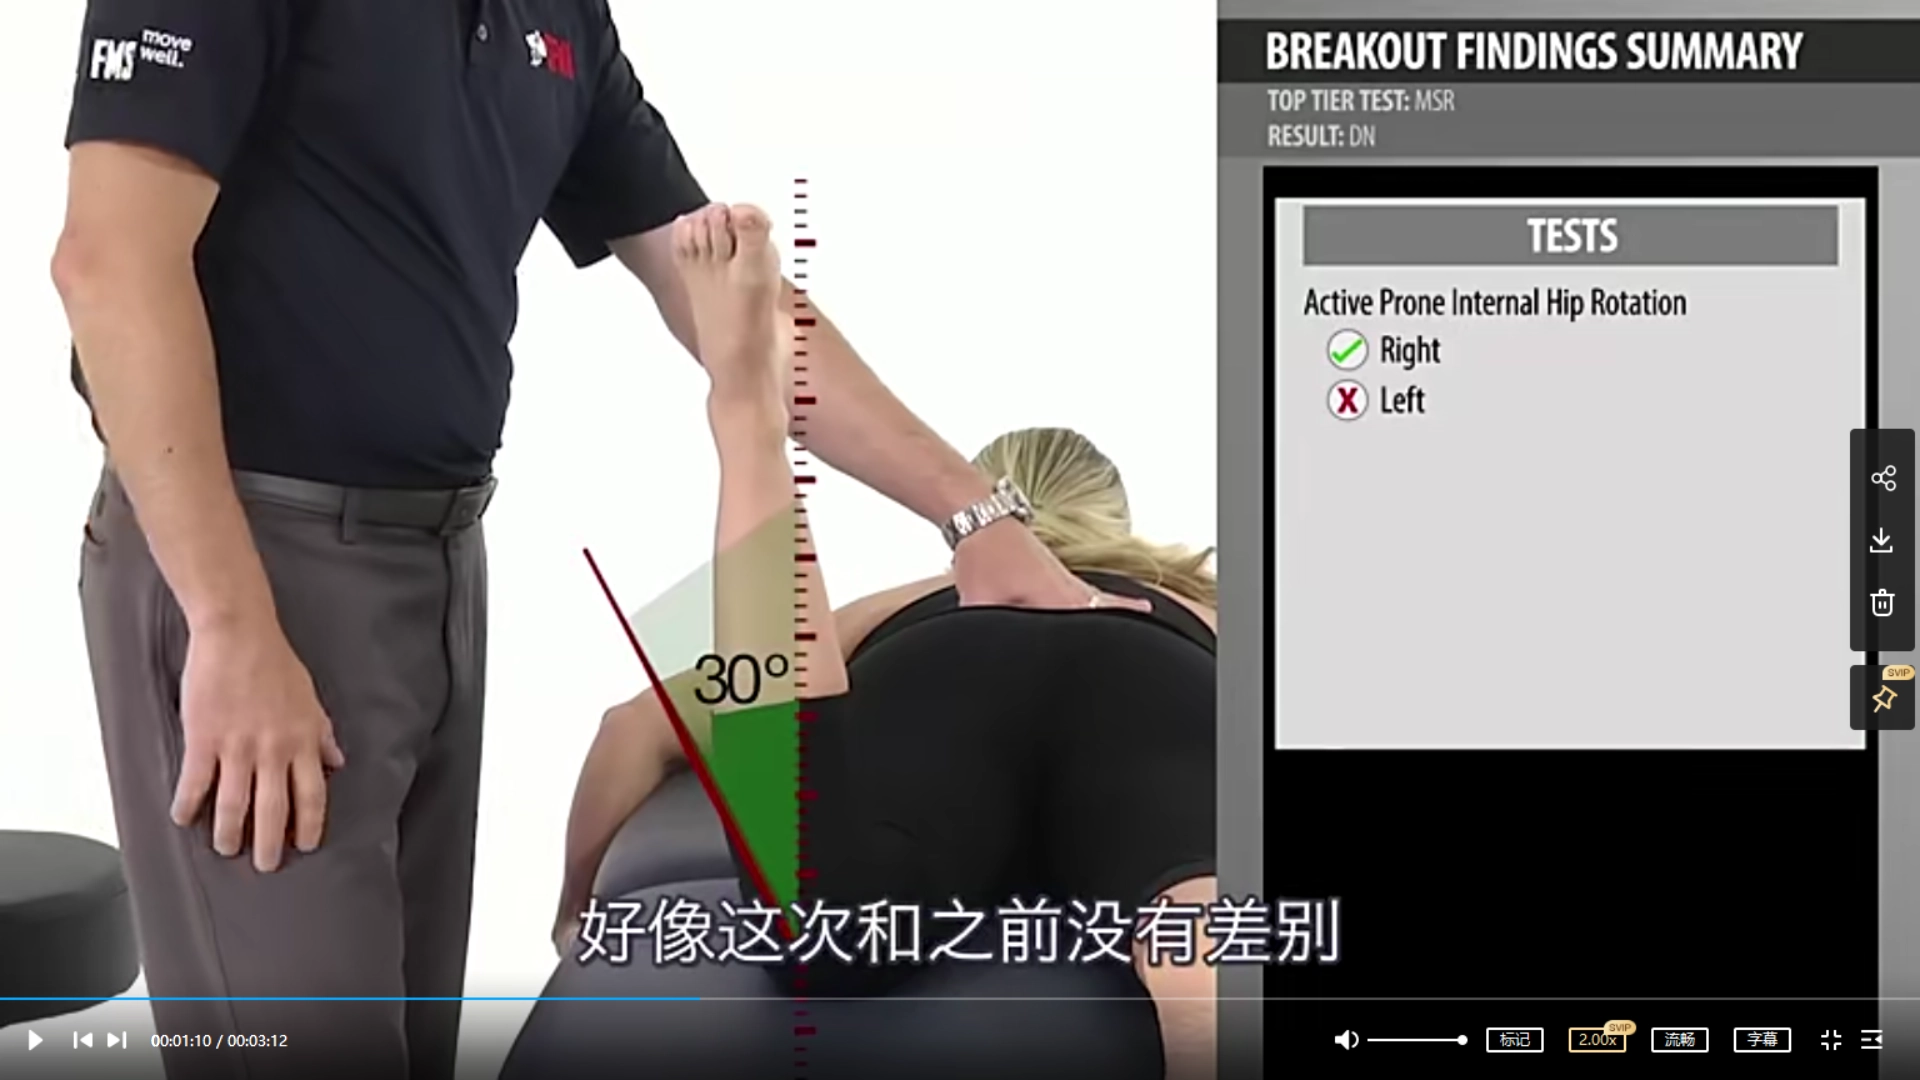 FMS move well.
BREAKOUT FINDINGS SUMMARY
TOP TIER TEST: MSR
RESULT: DN
TESTS
Active Prone Internal Hip Rotation
Right
X Left
30°
好像这次和之前没有差别
00:01:10 / 00:03:12
标记
2.00x
SVIP
流畅
字幕
SVIP